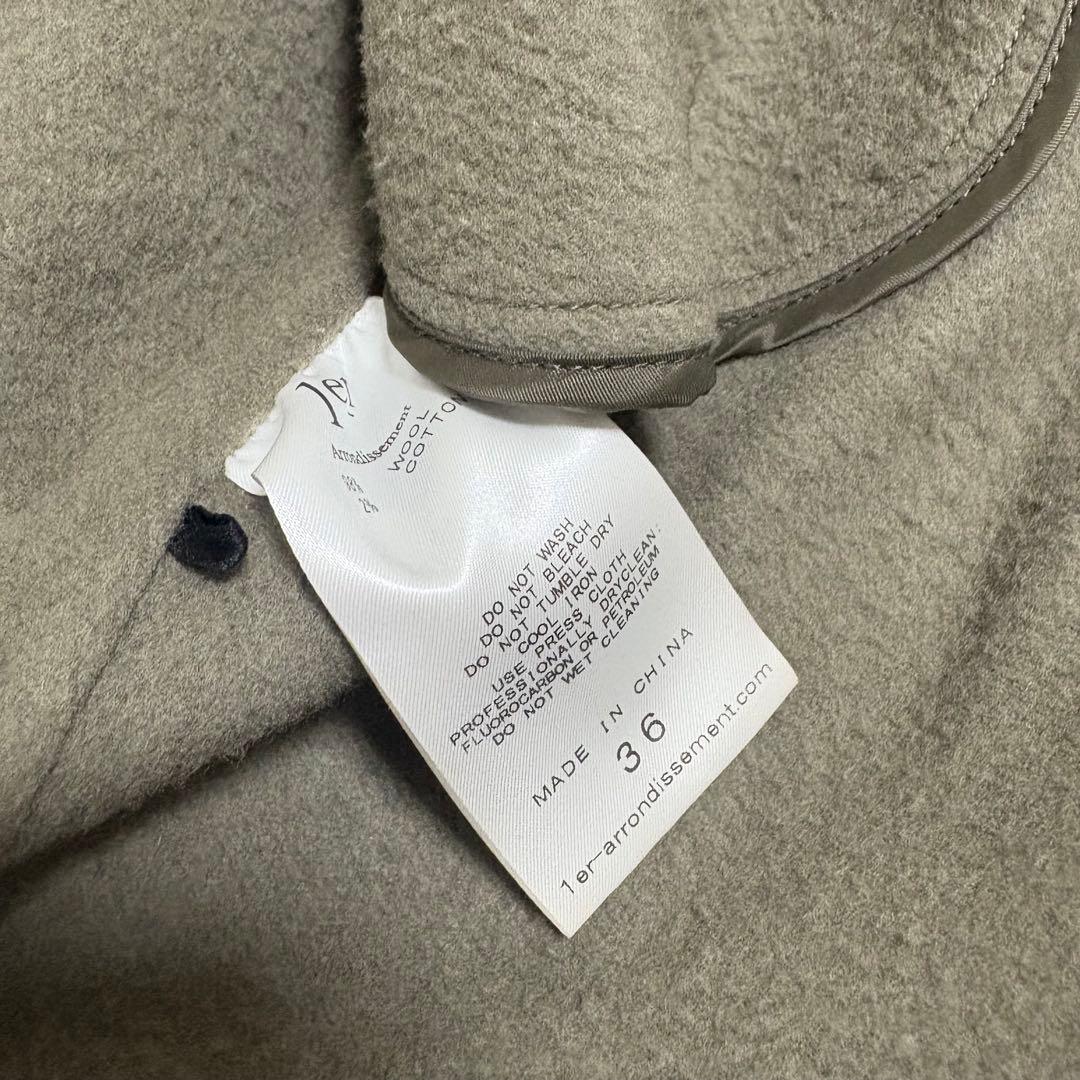 1er
Arrondissement
98% WOOL
2% COTTON
DO NOT WASH
DO NOT BLEACH
DO NOT TUMBLE DRY
COOL IRON
USE PRESS CLOTH
PROFESSIONALLY DRYCLEAN:
FLUOROCARBON OR PETROLEUM
DO NOT WET CLEANING
MADE IN CHINA
36
1er-arrondissement.com